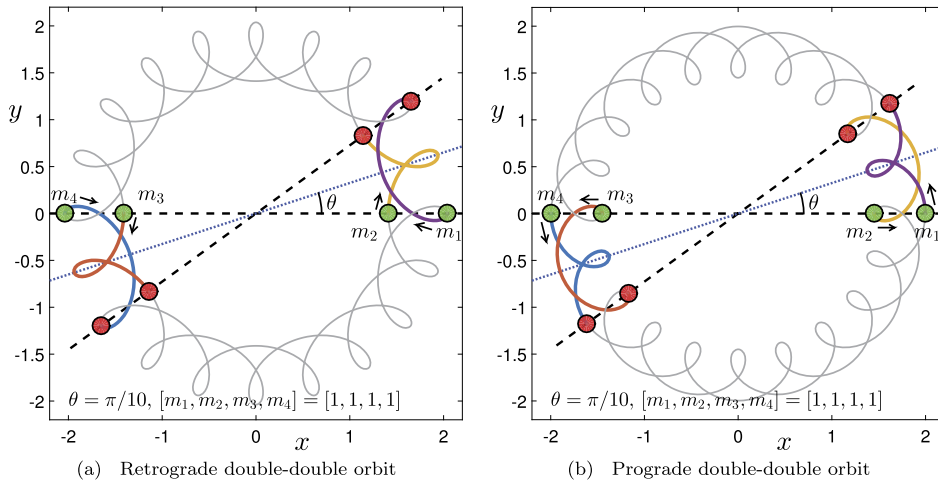 2
1.5
1
0.5
0
-0.5
-1
-1.5
-2
y
m₄
m₃
m₂
m₁
θ
θ = π/10, [m₁, m₂, m₃, m₄] = [1, 1, 1, 1]
-2 -1 0 1 2
x
(a) Retrograde double-double orbit
2
1.5
1
0.5
0
-0.5
-1
-1.5
-2
y
m₄
m₃
m₂
m₁
θ
θ = π/10, [m₁, m₂, m₃, m₄] = [1, 1, 1, 1]
-2 -1 0 1 2
x
(b) Prograde double-double orbit